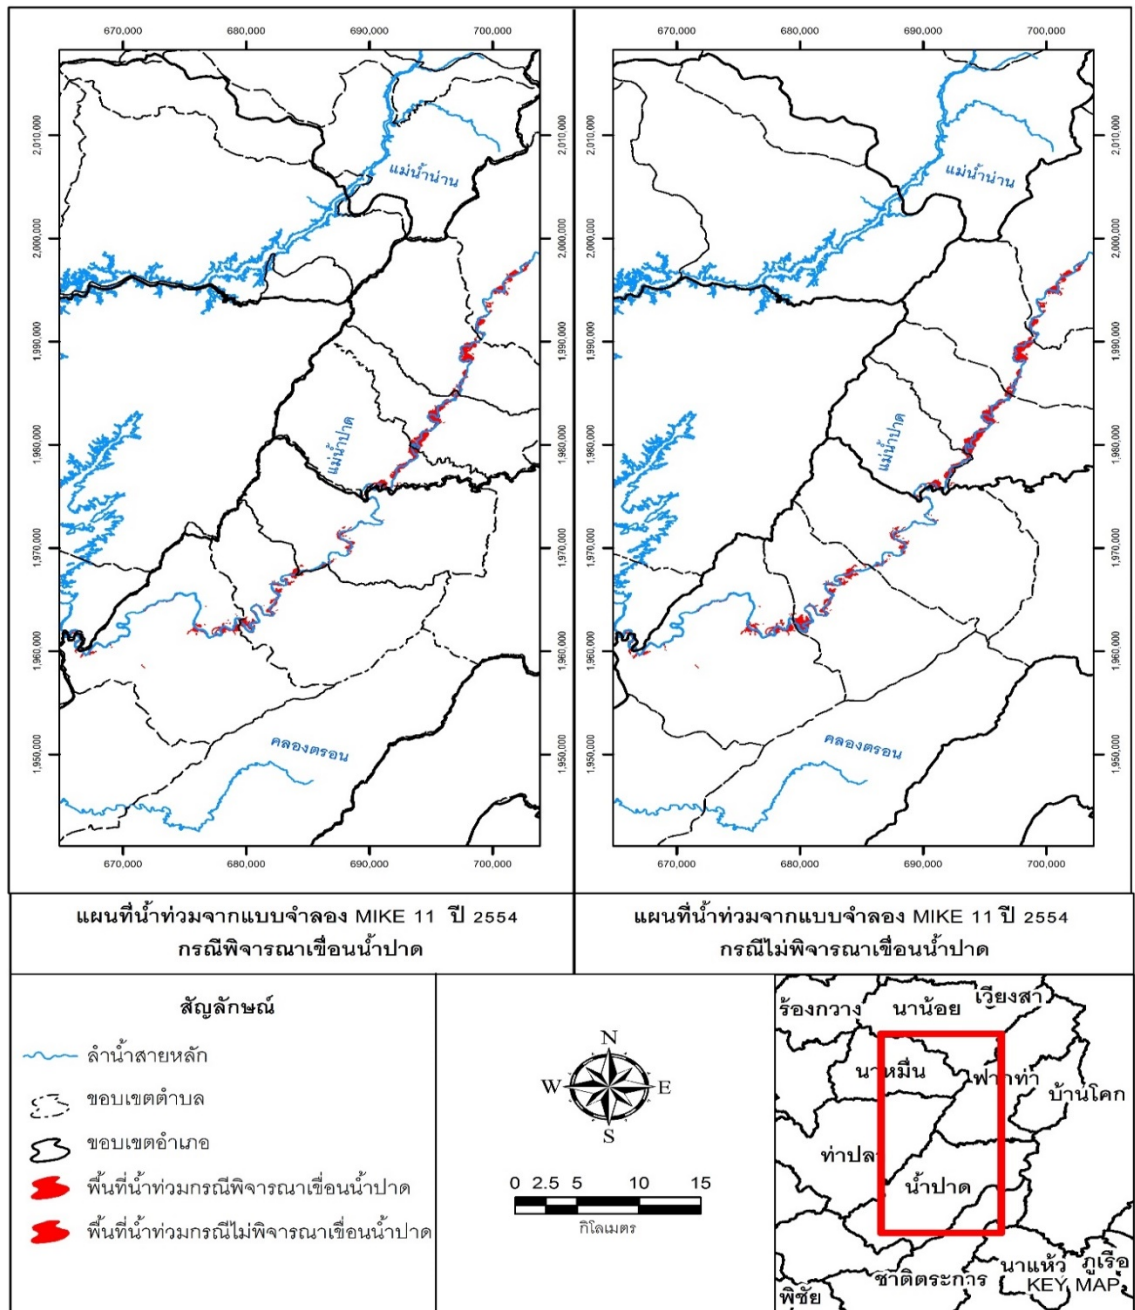 670,000 680,000 690,000 700,000
670,000 680,000 690,000 700,000
2,010,000
2,000,000
1,990,000
1,980,000
1,970,000
1,960,000
1,950,000
2,010,000
2,000,000
1,990,000
1,980,000
1,970,000
1,960,000
1,950,000
2,010,000
2,000,000
1,990,000
1,980,000
1,970,000
1,960,000
1,950,000
2,010,000
2,000,000
1,990,000
1,980,000
1,970,000
1,960,000
1,950,000
แม่น้ำน่าน
แม่น้ำปาด
คลองตรอน
แม่น้ำน่าน
แม่น้ำปาด
คลองตรอน
670,000 680,000 690,000 700,000
670,000 680,000 690,000 700,000
แผนที่น้ำท่วมจากแบบจำลอง MIKE 11 ปี 2554
กรณีพิจารณาเขื่อนน้ำปาด
แผนที่น้ำท่วมจากแบบจำลอง MIKE 11 ปี 2554
กรณีไม่พิจารณาเขื่อนน้ำปาด
สัญลักษณ์
ลำน้ำสายหลัก
ขอบเขตตำบล
ขอบเขตอำเภอ
พื้นที่น้ำท่วมกรณีพิจารณาเขื่อนน้ำปาด
พื้นที่น้ำท่วมกรณีไม่พิจารณาเขื่อนน้ำปาด
N
W E
S
0 2.5 5 10 15
กิโลเมตร
ร้องกวาง นาน้อย เวียงสา
นาหมื่น ฟากท่า
บ้านโคก
ท่าปลา
น้ำปาด
ชาติตระการ นาแห้ว ภูเรือ
พิชัย
KEY MAP